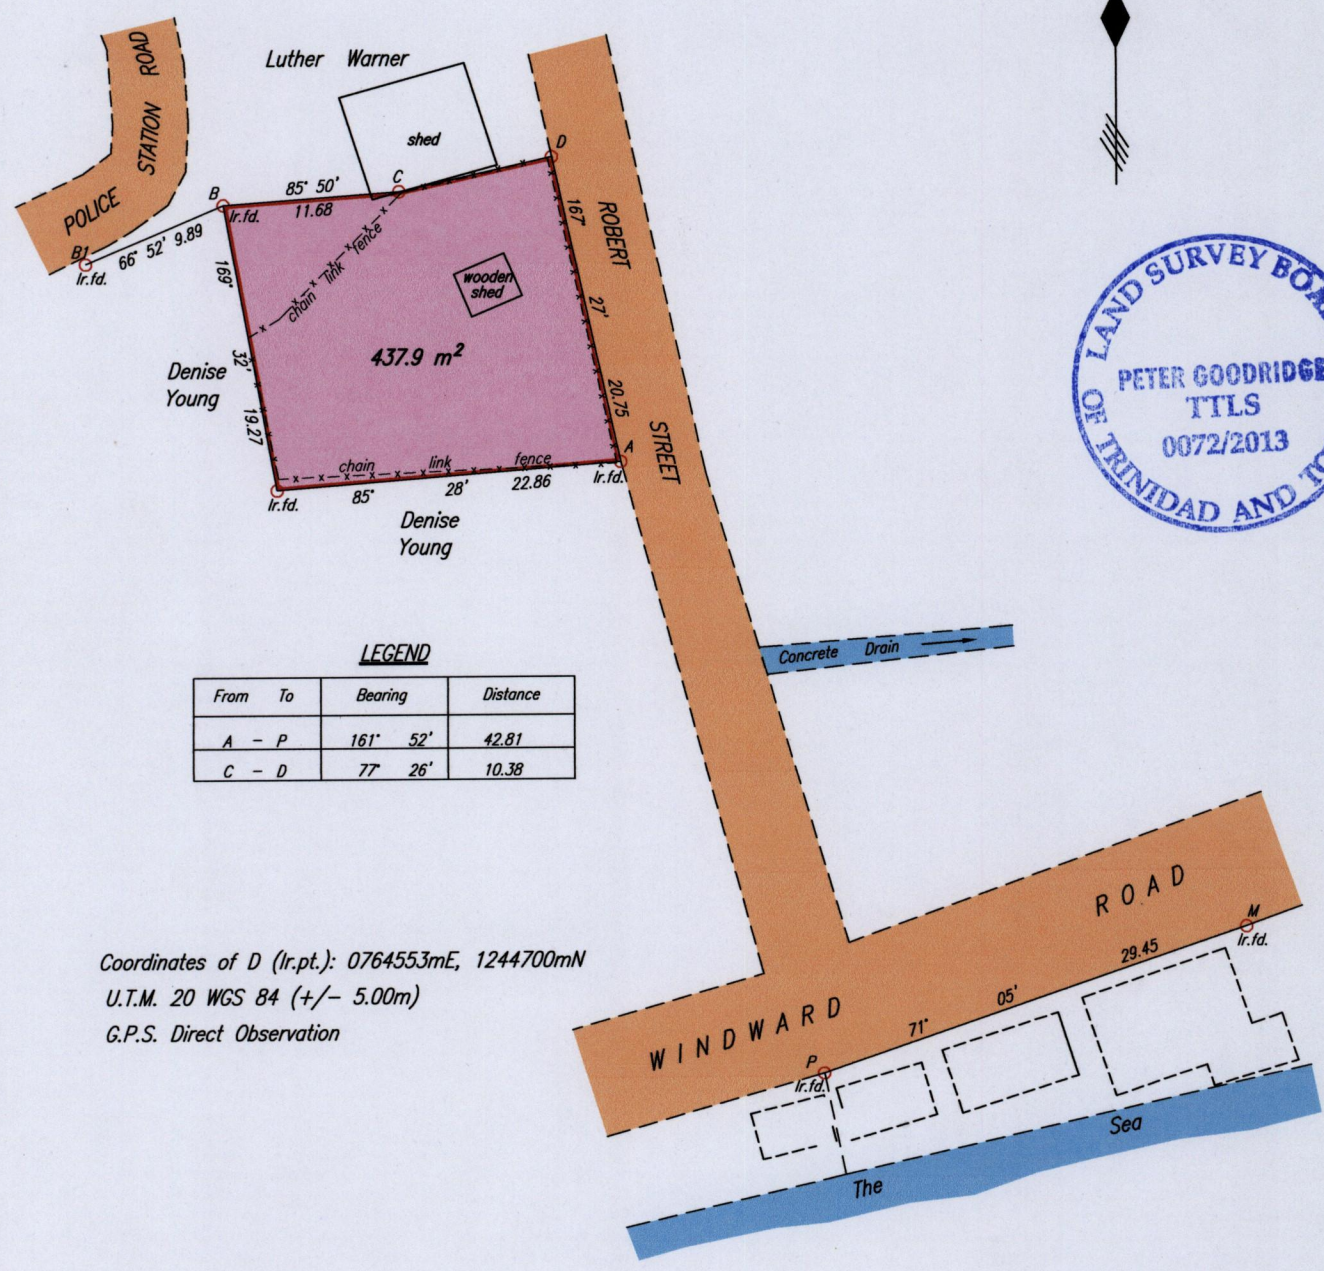 POLICE STATION ROAD
Luther Warner
shed
D
B
85° 50'
C
11.68
Ir.fd.
B1
66° 52' 9.89
Ir.fd.
169° 32' 19.27
chain link fence
wooden
shed
437.9 m²
167° 27' 20.75
ROBERT STREET
Denise
Young
A
Ir.fd.
chain link fence
Ir.fd.
85° 28' 22.86
Denise
Young
LAND SURVEY BOA
OF TRINIDAD AND TO
PETER GOODRIDGE
TTLS
0072/2013
Concrete Drain
LEGEND
From To Bearing Distance
A - P 161° 52' 42.81
C - D 77° 26' 10.38
Coordinates of D (Ir.pt.): 0764553mE, 1244700mN
U.T.M. 20 WGS 84 (+/- 5.00m)
G.P.S. Direct Observation
WINDWARD ROAD
M
Ir.fd.
71° 05' 29.45
P
Ir.fd.
The Sea